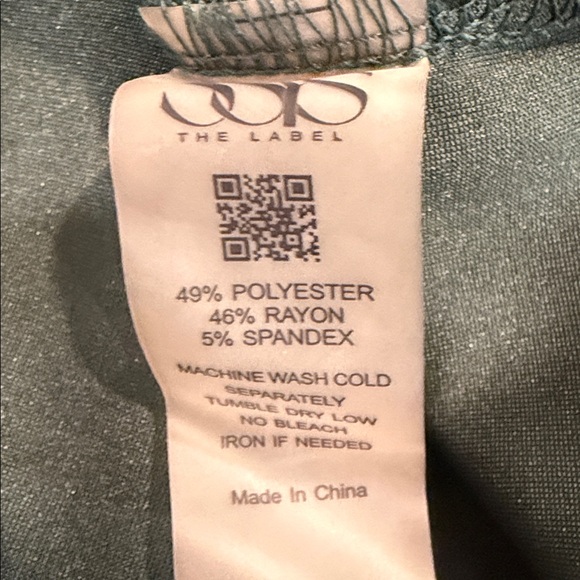 THE LABEL
49% POLYESTER
46% RAYON
5% SPANDEX
MACHINE WASH COLD
SEPARATELY
TUMBLE DRY LOW
NO BLEACH
IRON IF NEEDED
Made In China